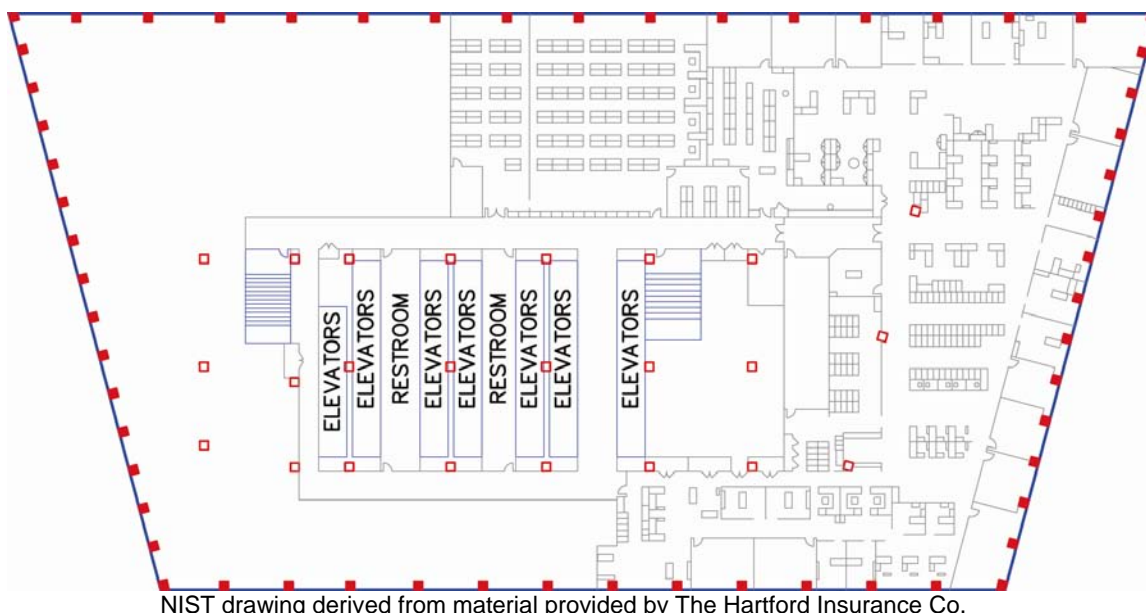 ELEVATORS
ELEVATORS
RESTROOM
ELEVATORS
ELEVATORS
RESTROOM
ELEVATORS
ELEVATORS
ELEVATORS
NIST drawing derived from material provided by The Hartford Insurance Co.